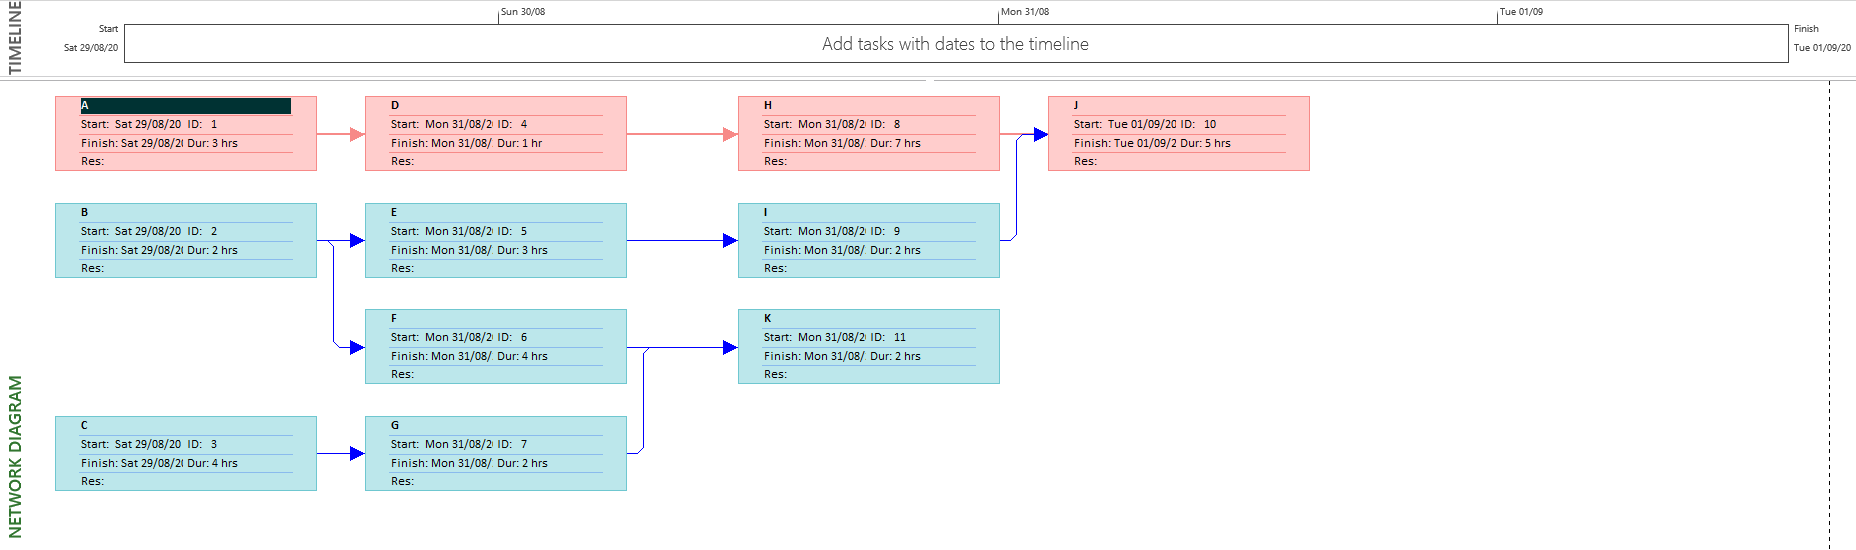 TIMELINE
Sun 30/08
Mon 31/08
Tue 01/09
Start
Sat 29/08/20
Add tasks with dates to the timeline
Finish
Tue 01/09/20
NETWORK DIAGRAM
A
Start: Sat 29/08/20 ID: 1
Finish: Sat 29/08/2( Dur: 3 hrs
Res:
D
Start: Mon 31/08/2( ID: 4
Finish: Mon 31/08/ Dur: 1 hr
Res:
H
Start: Mon 31/08/2( ID: 8
Finish: Mon 31/08/ Dur: 7 hrs
Res:
J
Start: Tue 01/09/20 ID: 10
Finish: Tue 01/09/2 Dur: 5 hrs
Res:
B
Start: Sat 29/08/20 ID: 2
Finish: Sat 29/08/2( Dur: 2 hrs
Res:
E
Start: Mon 31/08/2( ID: 5
Finish: Mon 31/08/ Dur: 3 hrs
Res:
I
Start: Mon 31/08/2( ID: 9
Finish: Mon 31/08/ Dur: 2 hrs
Res:
F
Start: Mon 31/08/2( ID: 6
Finish: Mon 31/08/ Dur: 4 hrs
Res:
K
Start: Mon 31/08/2( ID: 11
Finish: Mon 31/08/ Dur: 2 hrs
Res:
C
Start: Sat 29/08/20 ID: 3
Finish: Sat 29/08/2( Dur: 4 hrs
Res:
G
Start: Mon 31/08/2( ID: 7
Finish: Mon 31/08/ Dur: 2 hrs
Res: